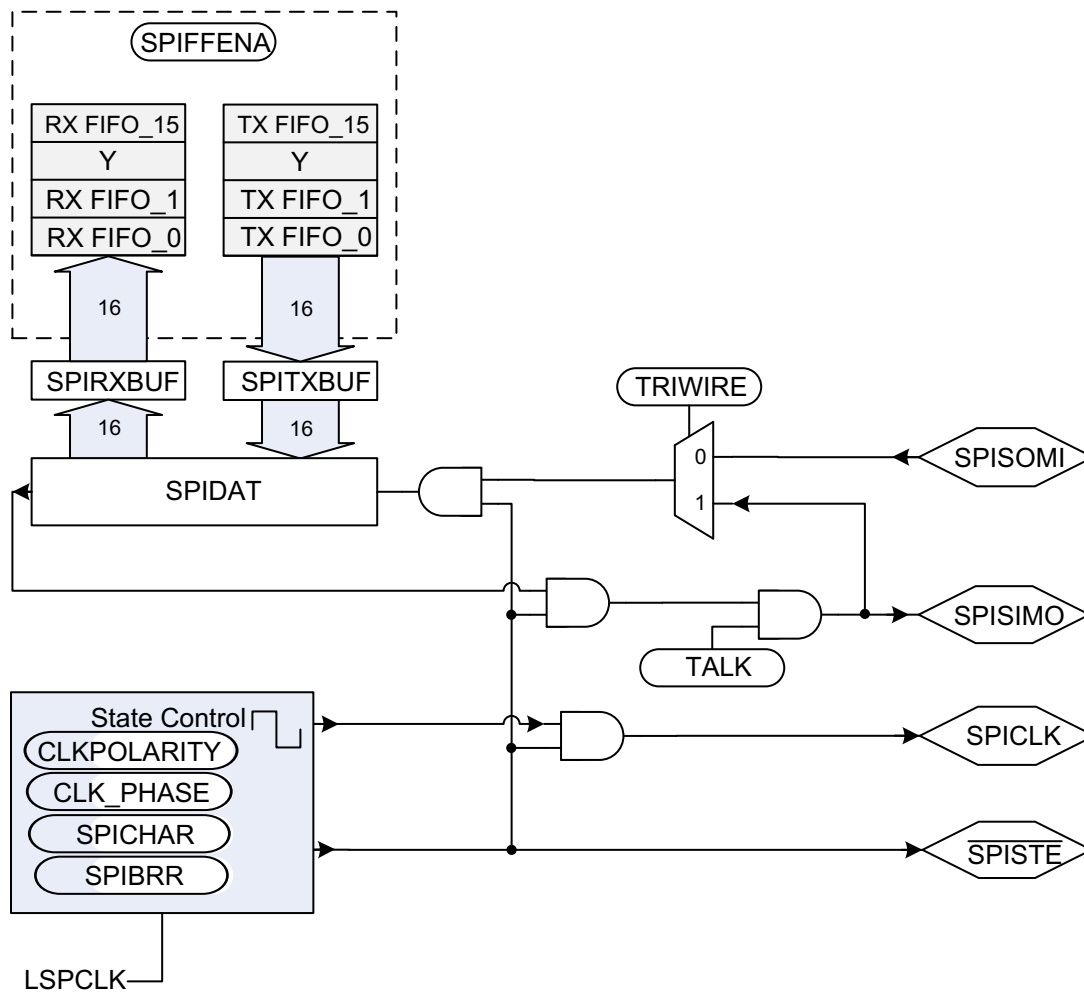 SPIFFENA
RX FIFO_15
TX FIFO_15
Y
Y
RX FIFO_1
TX FIFO_1
RX FIFO_0
TX FIFO_0
16
16
SPIRXBUF
SPITXBUF
TRIWIRE
16
16
0
SPISOMI
SPIDAT
1
SPISIMO
TALK
State Control
SPICLK
CLKPOLARITY
CLK_PHASE
SPICHAR
SPISTE
SPIBRR
LSPCLK